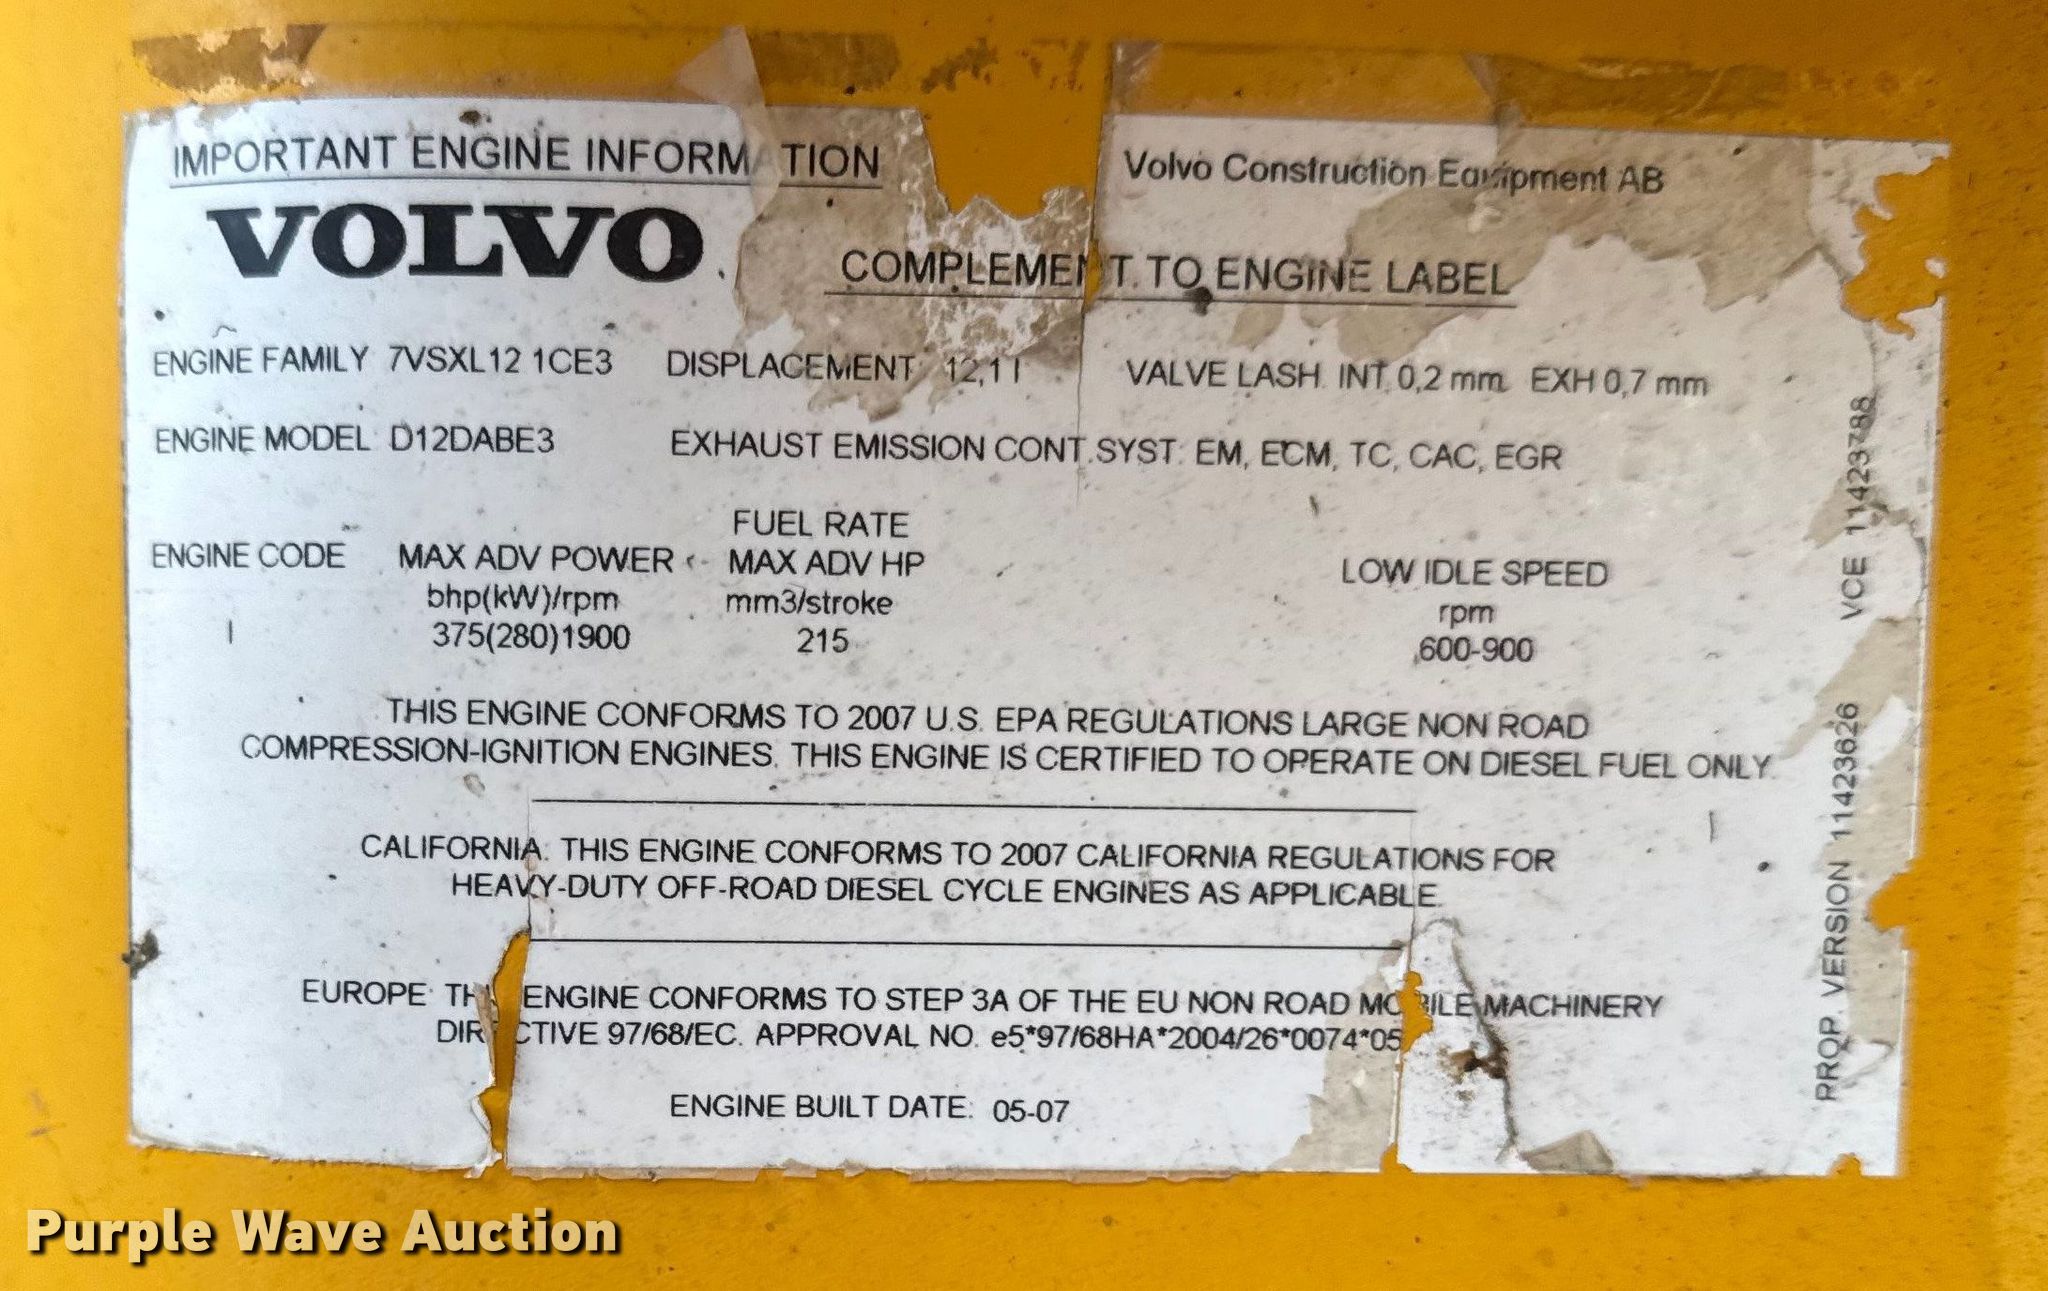 IMPORTANT ENGINE INFORMATION
Volvo Construction Equipment AB
VOLVO
COMPLEMENT TO ENGINE LABEL
ENGINE FAMILY 7VSXL12 1CE3 DISPLACEMENT 12,1 l VALVE LASH INT 0,2 mm EXH 0,7 mm
ENGINE MODEL D12DABE3 EXHAUST EMISSION CONT.SYST: EM, ECM, TC, CAC, EGR
FUEL RATE
ENGINE CODE MAX ADV POWER MAX ADV HP LOW IDLE SPEED
bhp(kW)/rpm mm3/stroke rpm
I 375(280)1900 215 600-900
THIS ENGINE CONFORMS TO 2007 U.S. EPA REGULATIONS LARGE NON ROAD
COMPRESSION-IGNITION ENGINES. THIS ENGINE IS CERTIFIED TO OPERATE ON DIESEL FUEL ONLY
CALIFORNIA: THIS ENGINE CONFORMS TO 2007 CALIFORNIA REGULATIONS FOR
HEAVY-DUTY OFF-ROAD DIESEL CYCLE ENGINES AS APPLICABLE.
EUROPE: THIS ENGINE CONFORMS TO STEP 3A OF THE EU NON ROAD MOBILE MACHINERY
DIRECTIVE 97/68/EC. APPROVAL NO. e5*97/68HA*2004/26*0074*05
ENGINE BUILT DATE: 05-07
PROP. VERSION 11423626 VCE 11423788
Purple Wave Auction